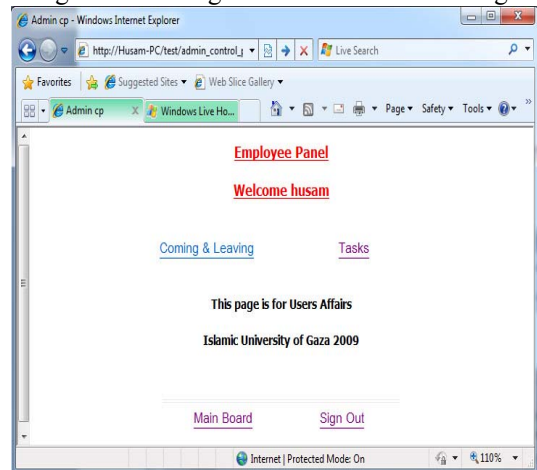 Admin cp - Windows Internet Explorer
http://Husam-PC/test/admin_control_ Live Search
Favorites Suggested Sites Web Slice Gallery
Admin cp X Windows Live Ho... Page Safety Tools »
Employee Panel
Welcome husam
Coming & Leaving Tasks
This page is for Users Affairs
Islamic University of Gaza 2009
Main Board Sign Out
Internet | Protected Mode: On 110%